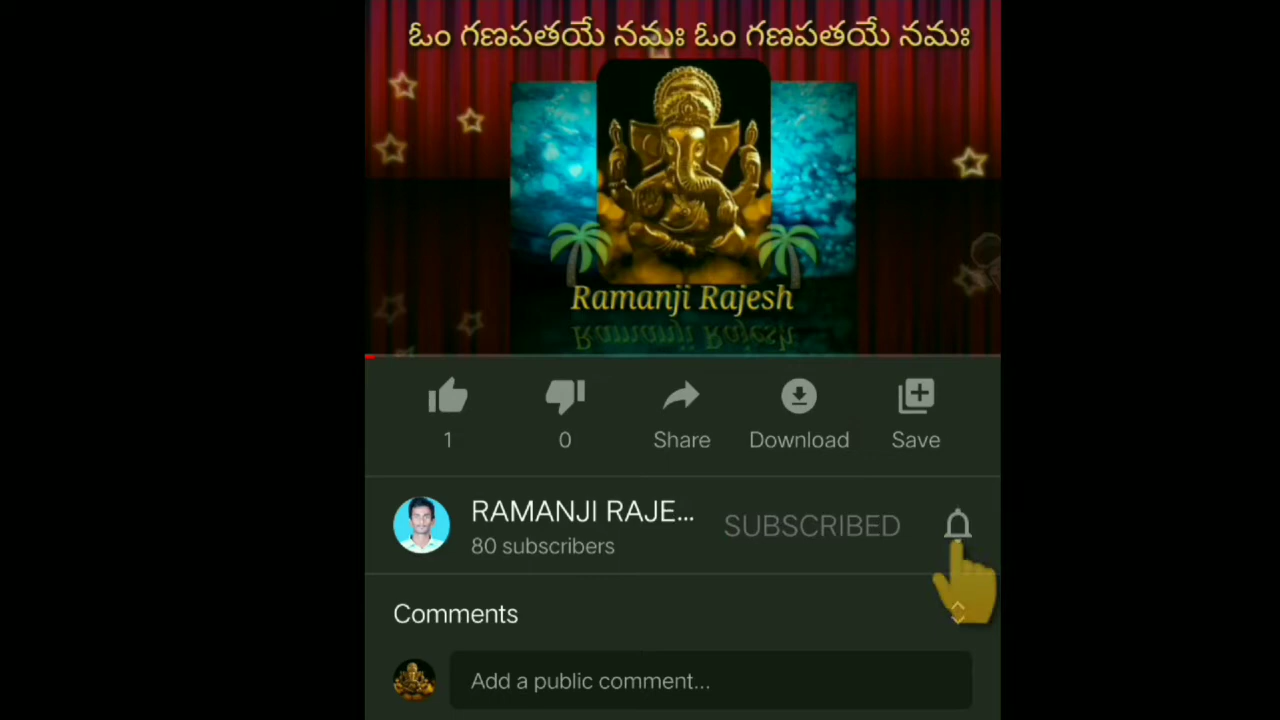 ఓం గణపతయే నమః ఓం గణపతయే నమః
Ramanji Rajesh
1
0
Share
Download
Save
RAMANJI RAJE...
SUBSCRIBED
80 subscribers
Comments
Add a public comment...